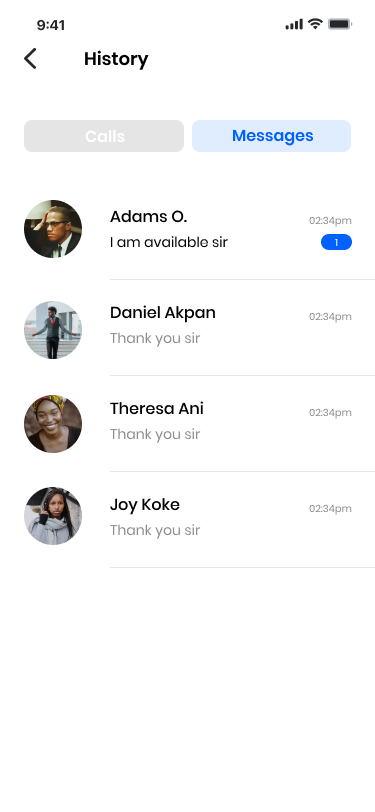 9:41
History
Calls
Messages
Adams O.
02:34pm
I am available sir
1
Daniel Akpan
02:34pm
Thank you sir
Theresa Ani
02:34pm
Thank you sir
Joy Koke
02:34pm
Thank you sir